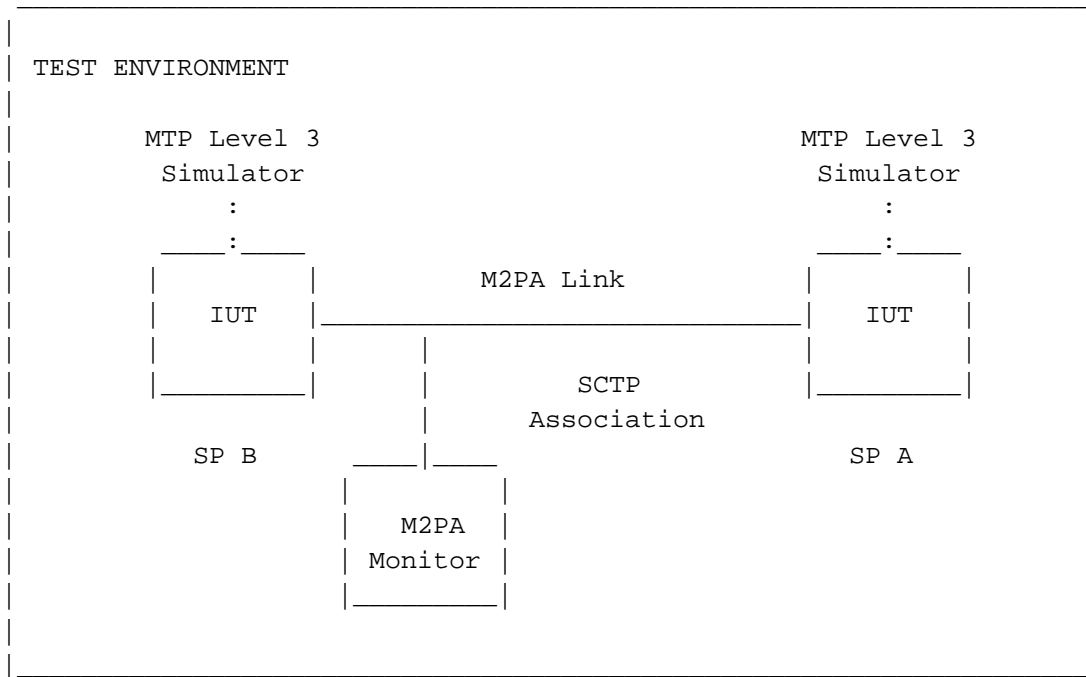 TEST ENVIRONMENT
MTP Level 3 MTP Level 3
Simulator Simulator
: :
: :
M2PA Link
IUT IUT
SCTP
Association
SP B SP A
M2PA
Monitor